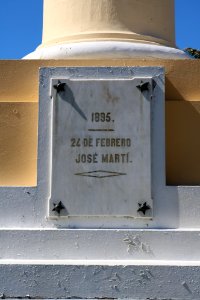 1895.
24 DE FEBRERO
JOSÉ MARTÍ.